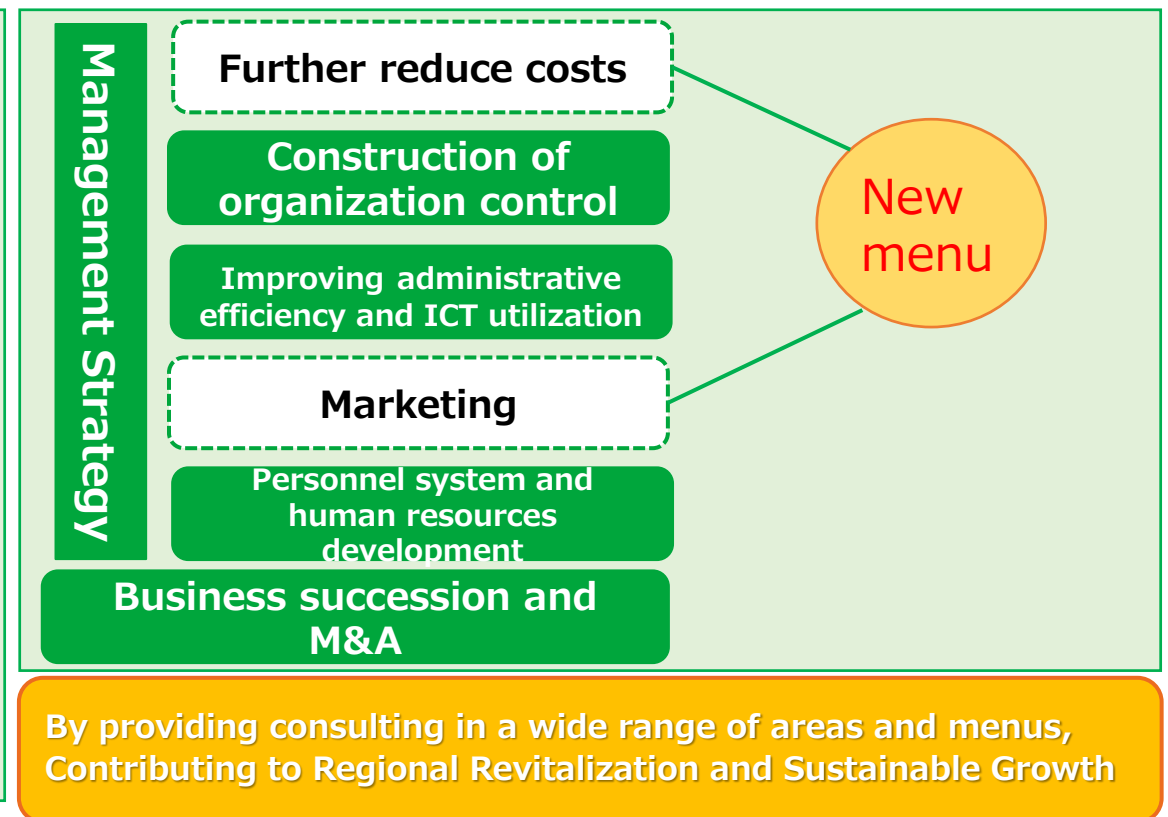 Management Strategy
Further reduce costs
Construction of
organization control
Improving administrative
efficiency and ICT utilization
Marketing
Personnel system and
human resources
development
Business succession and
M&A
New
menu
By providing consulting in a wide range of areas and menus,
Contributing to Regional Revitalization and Sustainable Growth